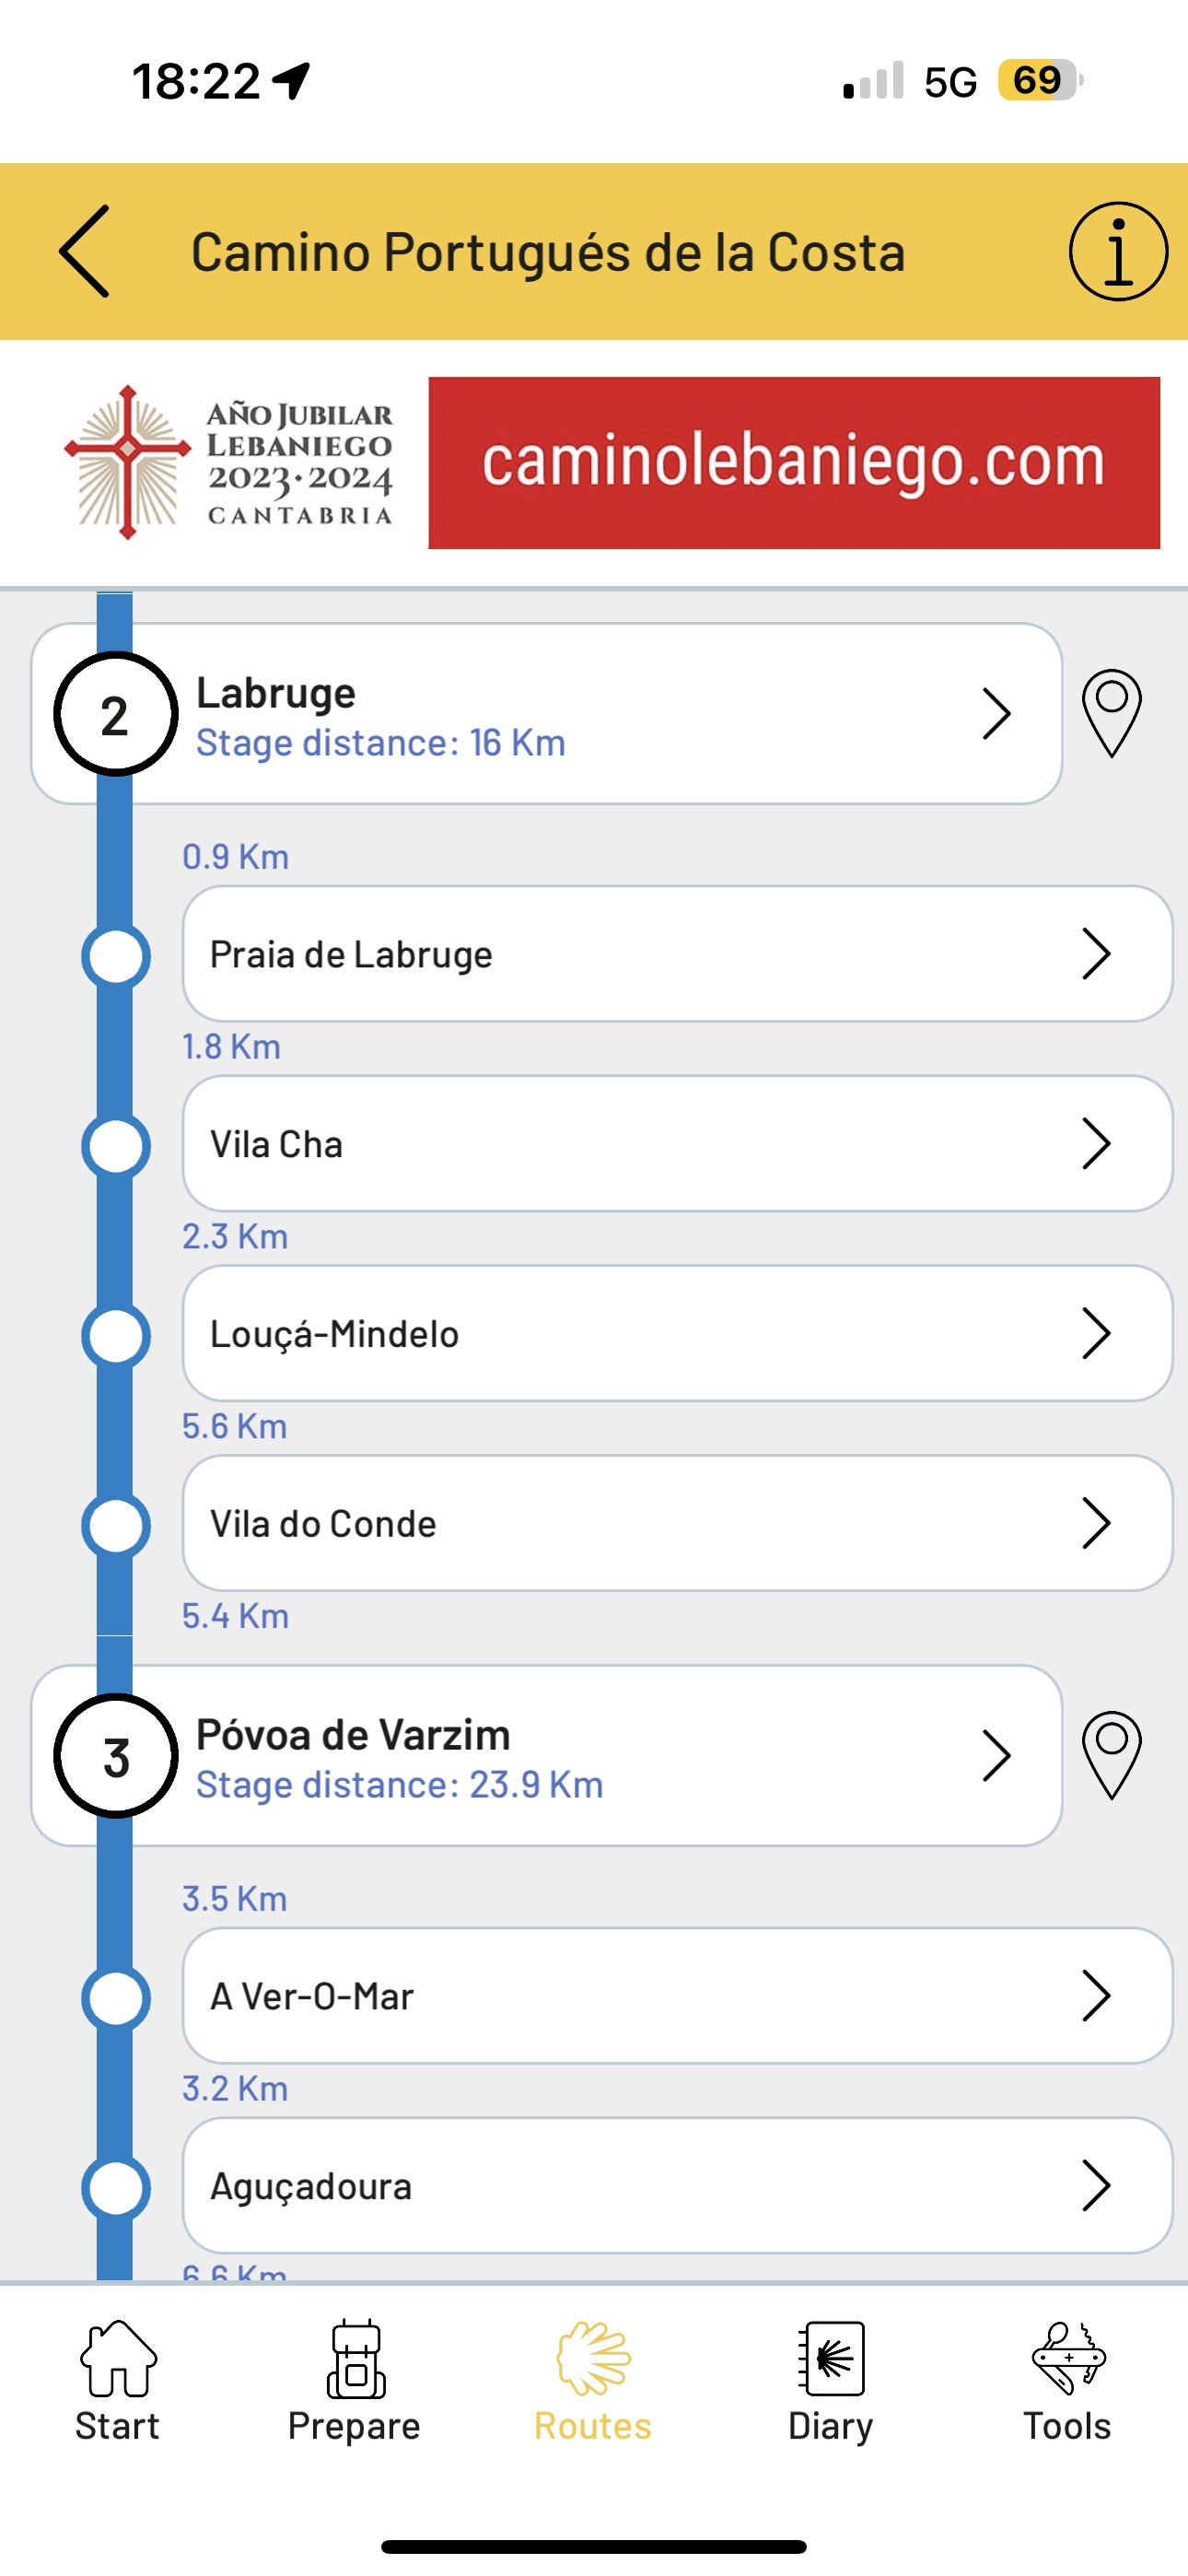 18:22
5G 69
Camino Portugués de la Costa
AÑO JUBILAR
LEBANIEGO
2023·2024
CANTABRIA
caminolebaniego.com
2
Labruge
Stage distance: 16 Km
0.9 Km
Praia de Labruge
1.8 Km
Vila Cha
2.3 Km
Louçá-Mindelo
5.6 Km
Vila do Conde
5.4 Km
3
Póvoa de Varzim
Stage distance: 23.9 Km
3.5 Km
A Ver-O-Mar
3.2 Km
Aguçadoura
6.6 Km
Start
Prepare
Routes
Diary
Tools